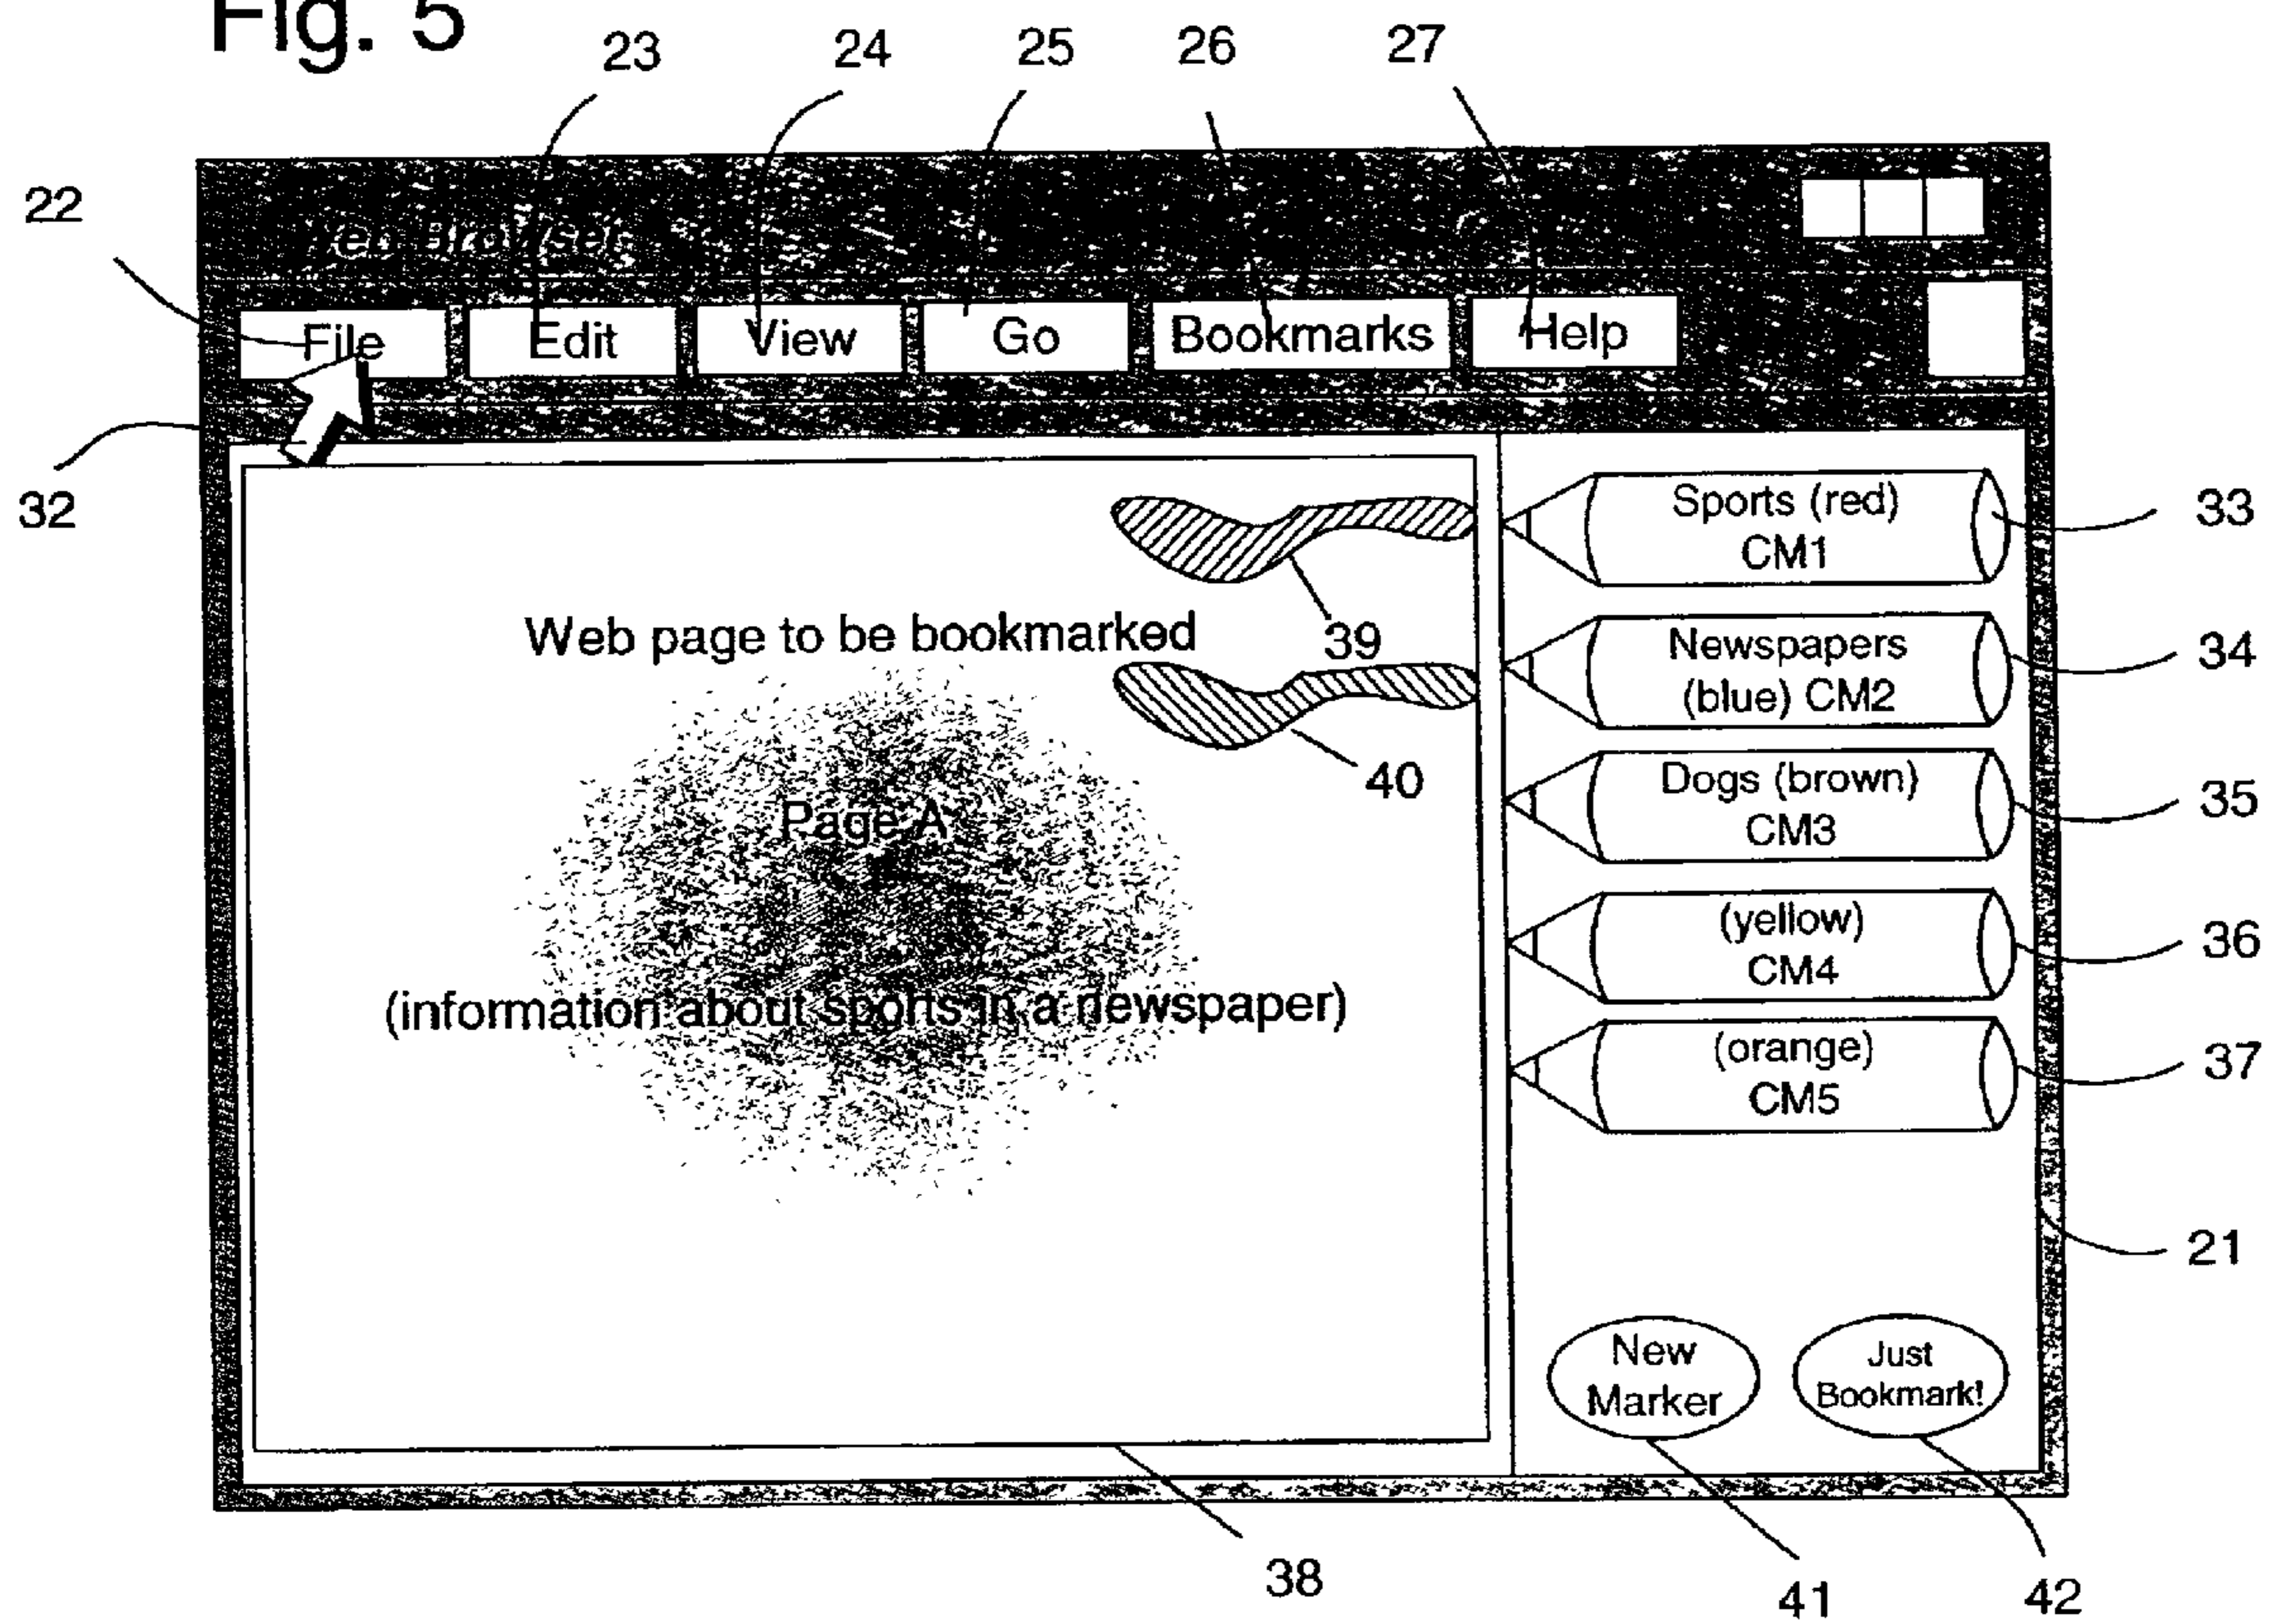 Fig. 5
23 24 25 26 27
22
Web Browser
File Edit View Go Bookmarks Help
32
Sports (red)
CM1
33
Web page to be bookmarked
39
Newspapers
(blue) CM2
34
40
Page A
Dogs (brown)
CM3
35
(information about sports in a newspaper)
(yellow)
CM4
36
(orange)
CM5
37
21
New
Marker
Just
Bookmark!
38
41
42